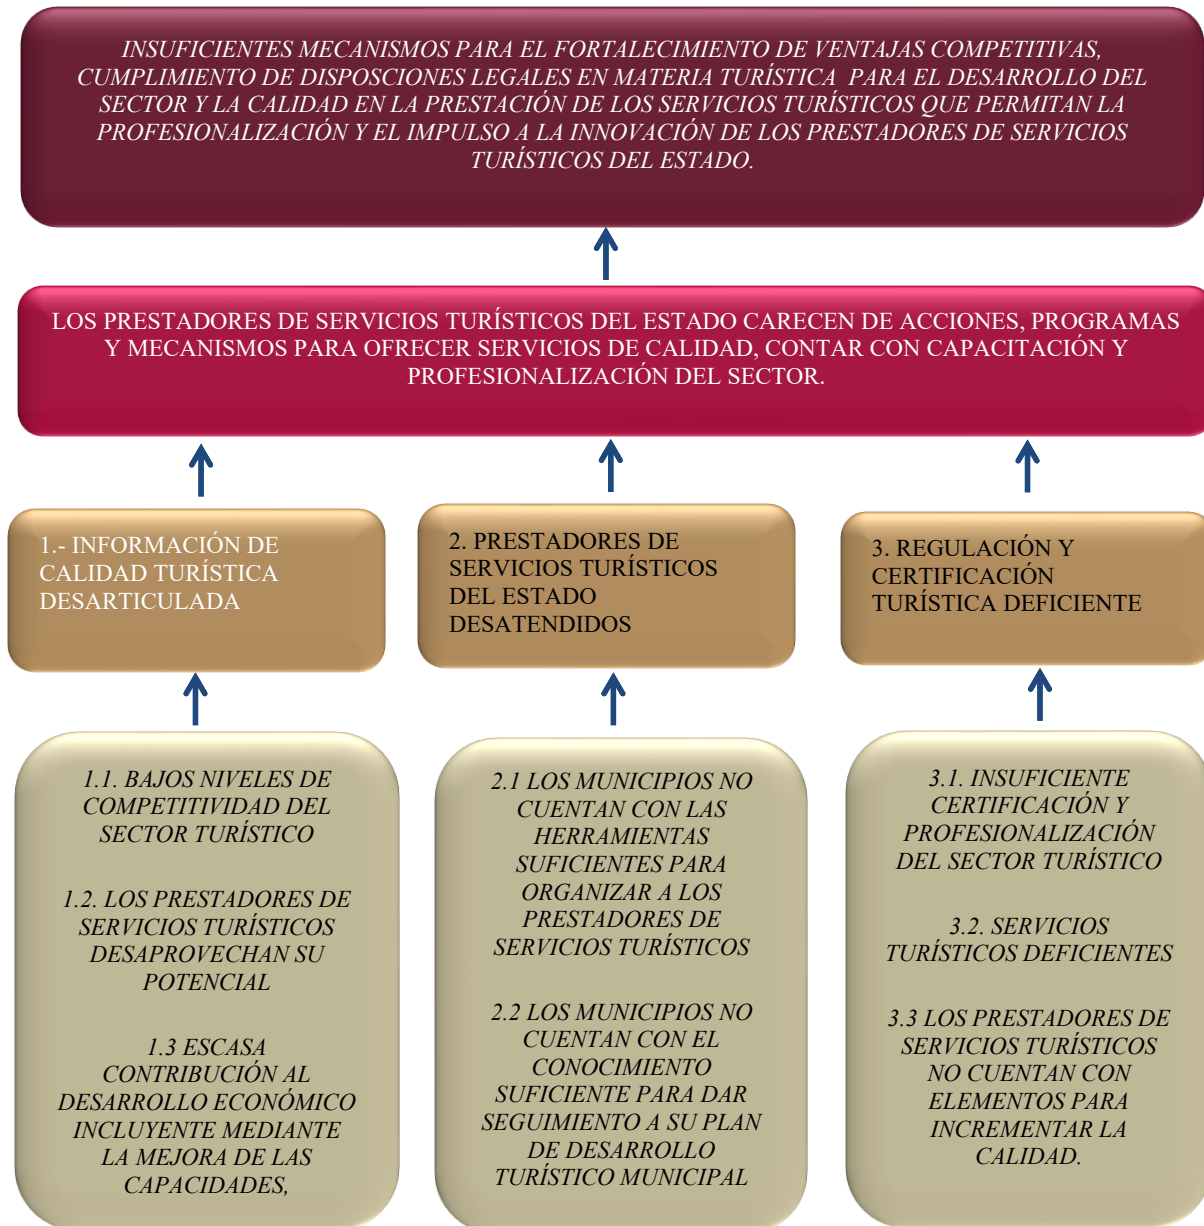 INSUFICIENTES MECANISMOS PARA EL FORTALECIMIENTO DE VENTAJAS COMPETITIVAS,
CUMPLIMIENTO DE DISPOSCIONES LEGALES EN MATERIA TURÍSTICA PARA EL DESARROLLO DEL
SECTOR Y LA CALIDAD EN LA PRESTACIÓN DE LOS SERVICIOS TURÍSTICOS QUE PERMITAN LA
PROFESIONALIZACIÓN Y EL IMPULSO A LA INNOVACIÓN DE LOS PRESTADORES DE SERVICIOS
TURÍSTICOS DEL ESTADO.
LOS PRESTADORES DE SERVICIOS TURÍSTICOS DEL ESTADO CARECEN DE ACCIONES, PROGRAMAS
Y MECANISMOS PARA OFRECER SERVICIOS DE CALIDAD, CONTAR CON CAPACITACIÓN Y
PROFESIONALIZACIÓN DEL SECTOR.
1.- INFORMACIÓN DE
CALIDAD TURÍSTICA
DESARTICULADA
2. PRESTADORES DE
SERVICIOS TURÍSTICOS
DEL ESTADO
DESATENDIDOS
3. REGULACIÓN Y
CERTIFICACIÓN
TURÍSTICA DEFICIENTE
1.1. BAJOS NIVELES DE
COMPETITIVIDAD DEL
SECTOR TURÍSTICO
1.2. LOS PRESTADORES DE
SERVICIOS TURÍSTICOS
DESAPROVECHAN SU
POTENCIAL
1.3 ESCASA
CONTRIBUCIÓN AL
DESARROLLO ECONÓMICO
INCLUYENTE MEDIANTE
LA MEJORA DE LAS
CAPACIDADES,
2.1 LOS MUNICIPIOS NO
CUENTAN CON LAS
HERRAMIENTAS
SUFICIENTES PARA
ORGANIZAR A LOS
PRESTADORES DE
SERVICIOS TURÍSTICOS
2.2 LOS MUNICIPIOS NO
CUENTAN CON EL
CONOCIMIENTO
SUFICIENTE PARA DAR
SEGUIMIENTO A SU PLAN
DE DESARROLLO
TURÍSTICO MUNICIPAL
3.1. INSUFICIENTE
CERTIFICACIÓN Y
PROFESIONALIZACIÓN
DEL SECTOR TURÍSTICO
3.2. SERVICIOS
TURÍSTICOS DEFICIENTES
3.3 LOS PRESTADORES DE
SERVICIOS TURÍSTICOS
NO CUENTAN CON
ELEMENTOS PARA
INCREMENTAR LA
CALIDAD.